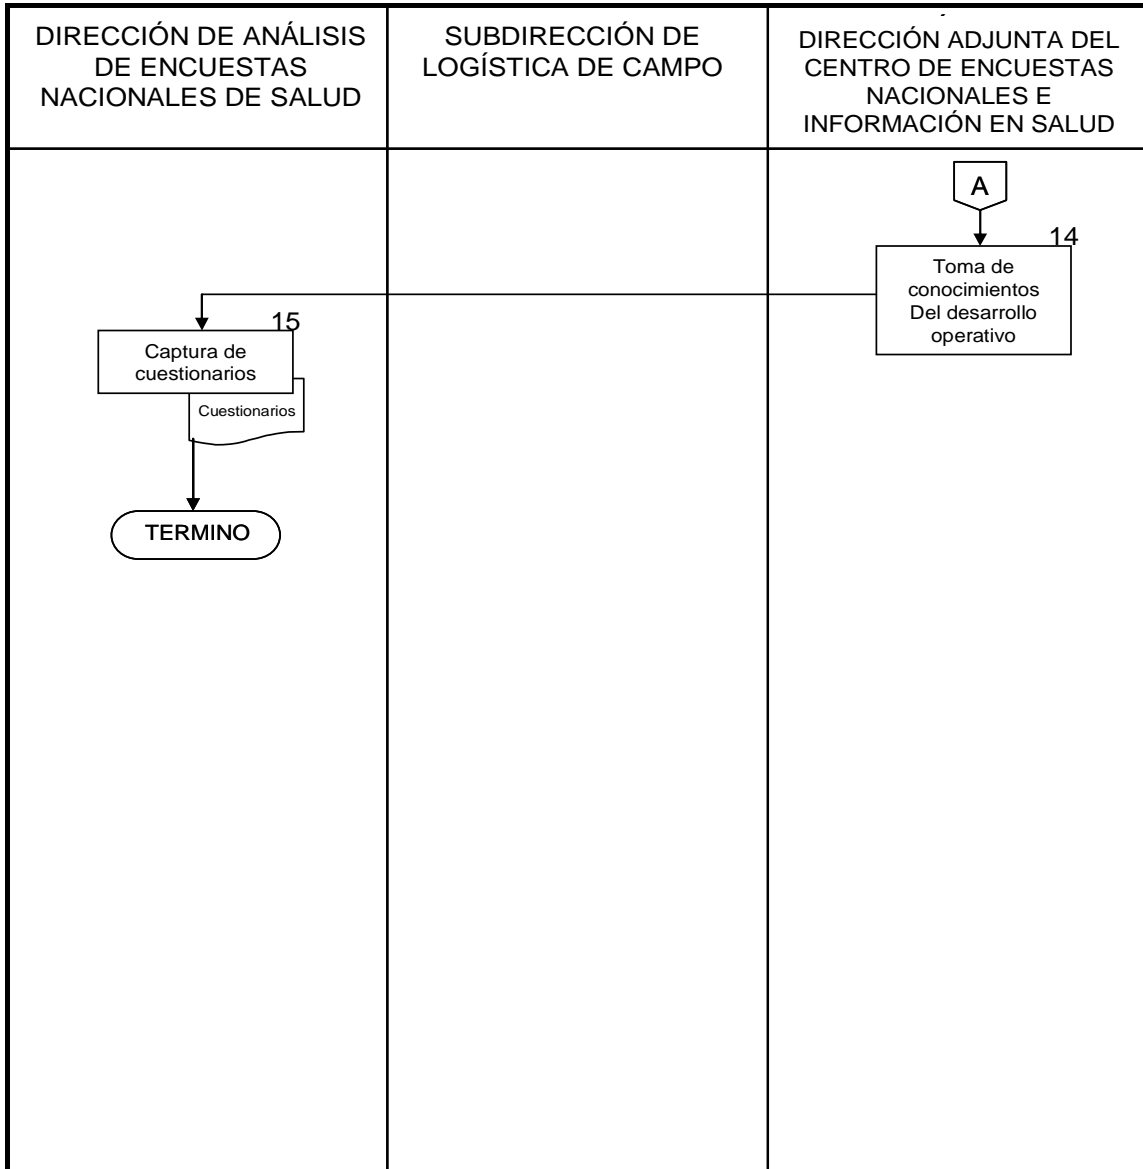 DIRECCIÓN DE ANÁLISIS
DE ENCUESTAS
NACIONALES DE SALUD
SUBDIRECCIÓN DE
LOGÍSTICA DE CAMPO
DIRECCIÓN ADJUNTA DEL
CENTRO DE ENCUESTAS
NACIONALES E
INFORMACIÓN EN SALUD
A
14
Toma de
conocimientos
Del desarrollo
operativo
15
Captura de
cuestionarios
Cuestionarios
TERMINO